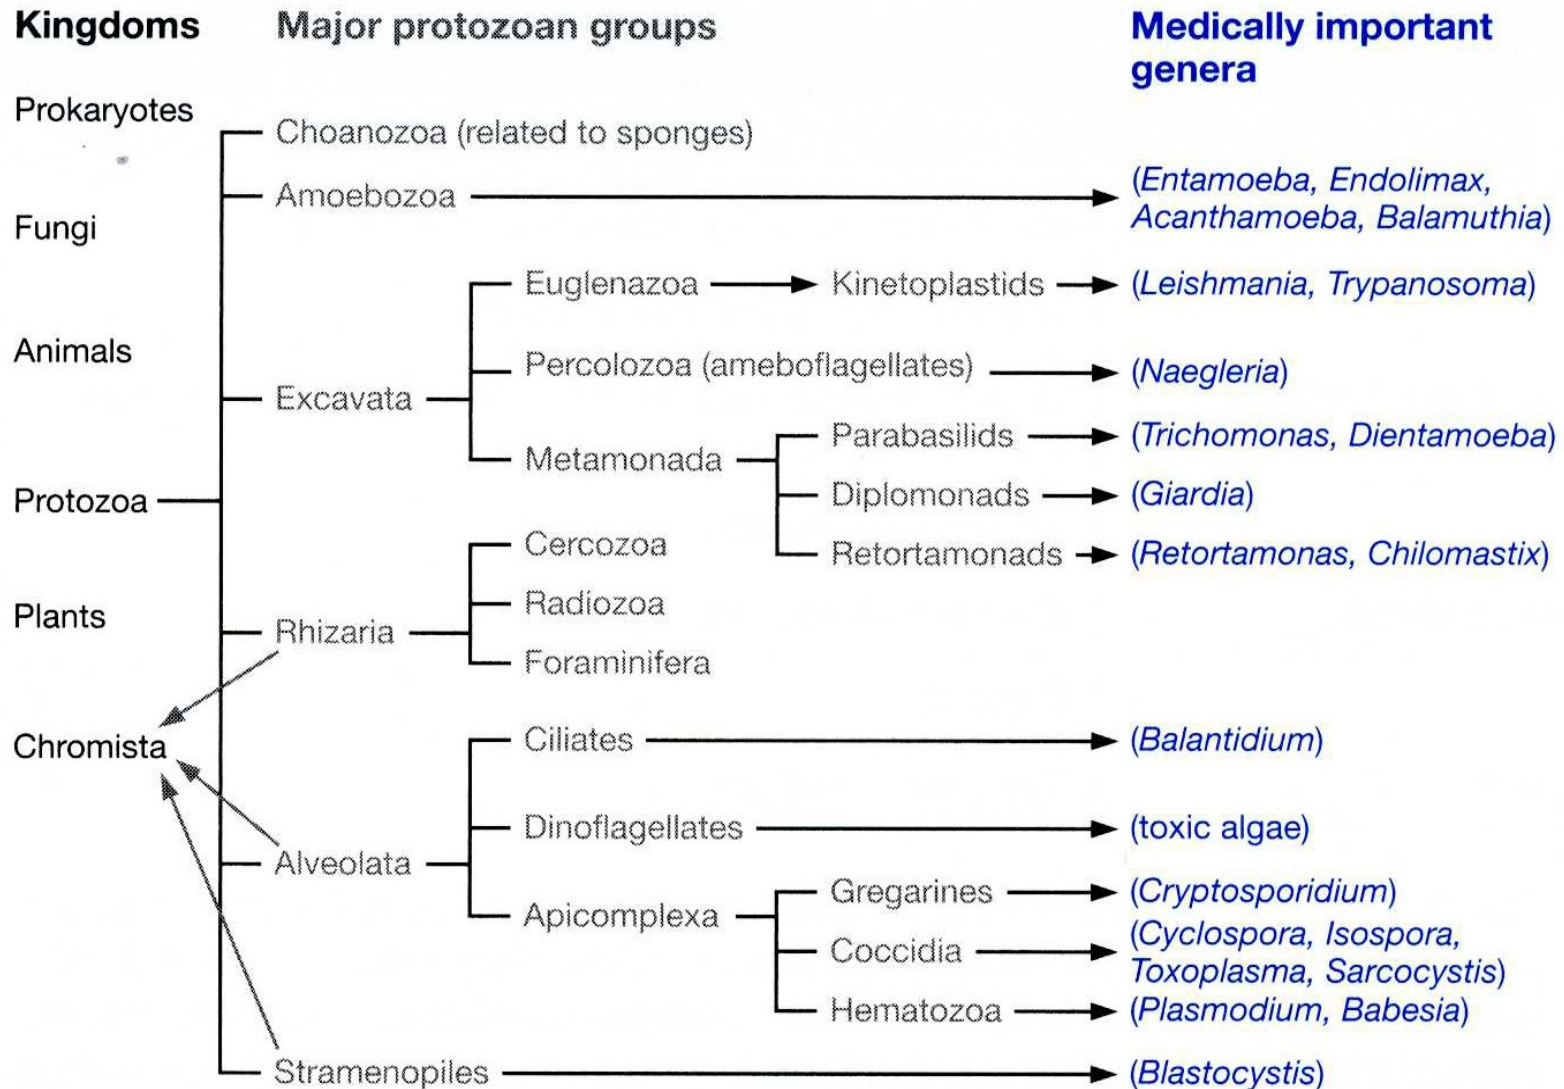 Kingdoms Major protozoan groups Medically important
genera
Prokaryotes
Choanozoa (related to sponges)
Amoebozoa (Entamoeba, Endolimax,
Acanthamoeba, Balamuthia)
Fungi
Euglenazoa Kinetoplastids (Leishmania, Trypanosoma)
Animals
Percolozoa (ameboflagellates) (Naegleria)
Excavata
Parabasilids (Trichomonas, Dientamoeba)
Metamonada
Diplomonads (Giardia)
Protozoa
Cercozoa
Retortamonads (Retortamonas, Chilomastix)
Radiozoa
Plants
Rhizaria
Foraminifera
Ciliates (Balantidium)
Chromista
Dinoflagellates (toxic algae)
Alveolata
Gregarines (Cryptosporidium)
Apicomplexa
Coccidia (Cyclospora, Isospora,
Toxoplasma, Sarcocystis)
Hematozoa (Plasmodium, Babesia)
Stramenopiles (Blastocystis)